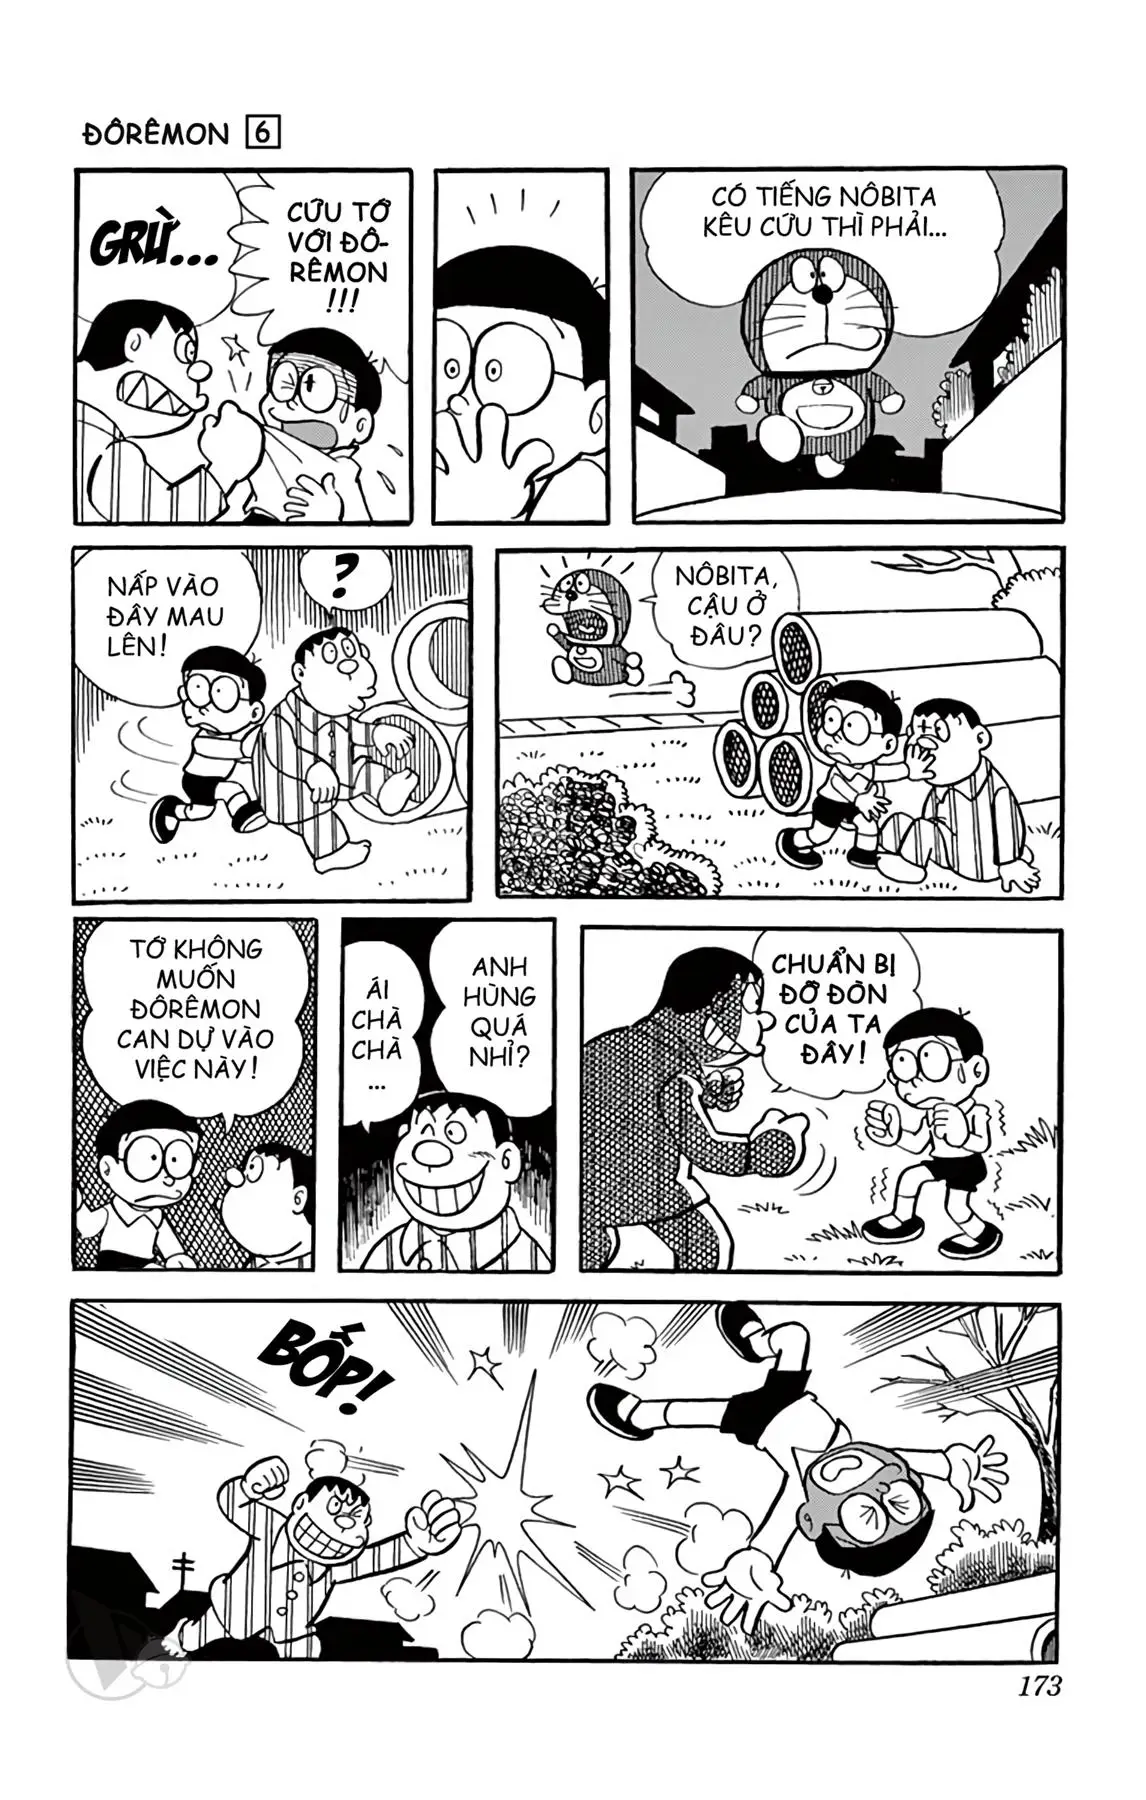 ĐÔRÊMON 6
GRỪ...
CỨU TỚ
VỚI ĐÔ-
RÊMON
!!!
CÓ TIẾNG NÔBITA
KÊU CỨU THÌ PHẢI...
NẤP VÀO
ĐÂY MAU
LÊN!
?
NÔBITA,
CẬU Ở
ĐÂU?
TỚ KHÔNG
MUỐN
ĐÔRÊMON
CAN DỰ VÀO
VIỆC NÀY!
ÁI
CHÀ
CHÀ
...
ANH
HÙNG
QUÁ
NHỈ?
CHUẨN BỊ
ĐỠ ĐÒN
CỦA TA
ĐÂY!
BỐP!
173